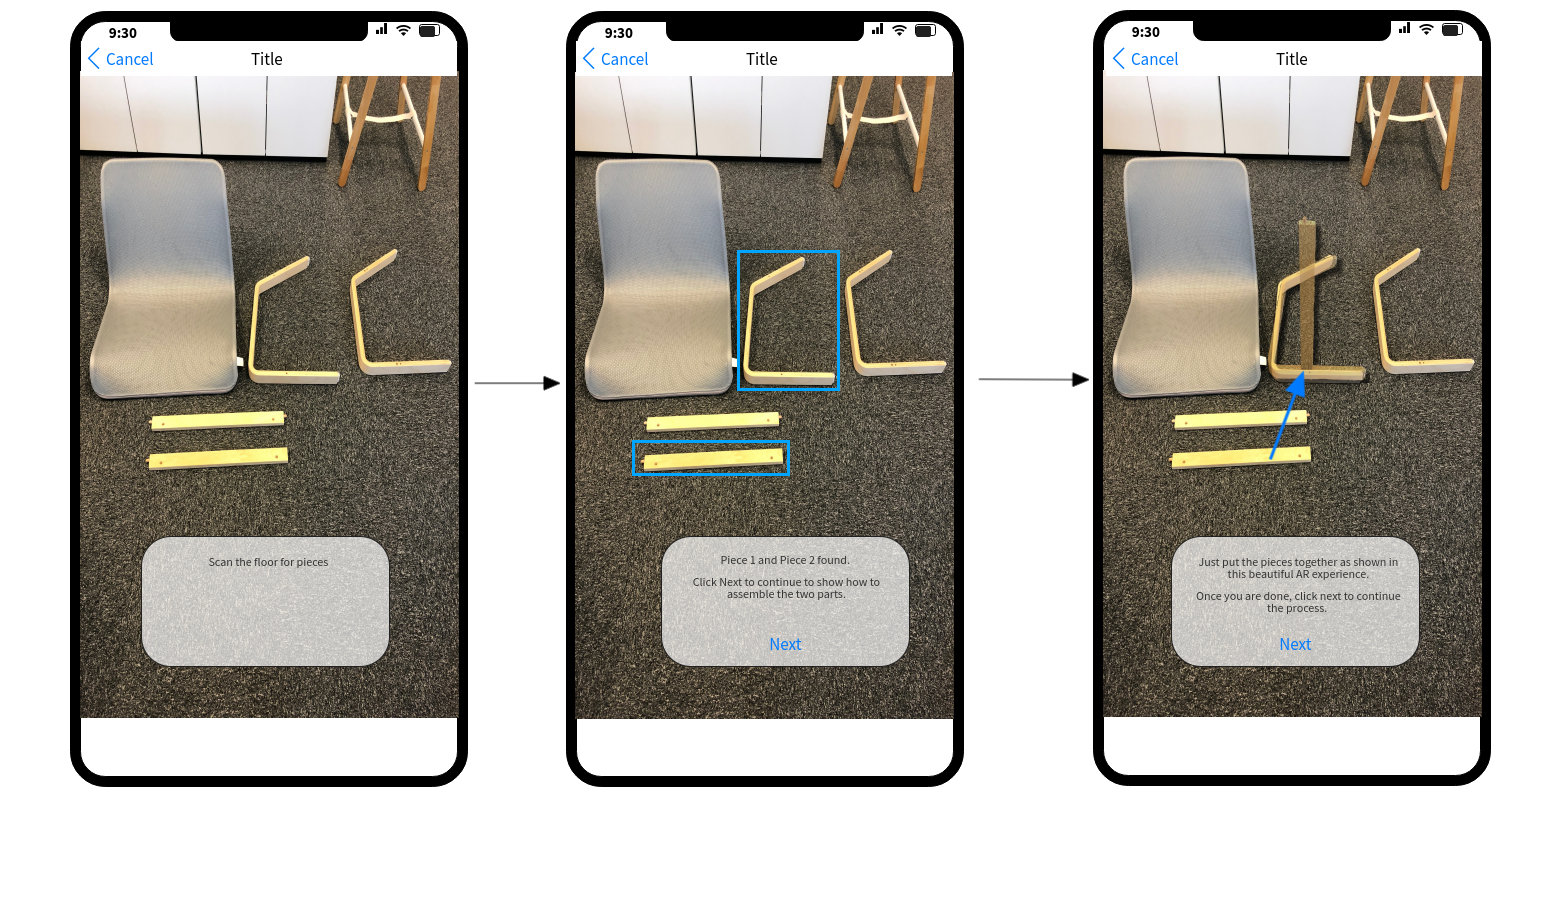 9:30
Cancel
Title
Scan the floor for pieces
9:30
Cancel
Title
Piece 1 and Piece 2 found.
Click Next to continue to show how to
assemble the two parts.
Next
9:30
Cancel
Title
Just put the pieces together as shown in
this beautiful AR experience.
Once you are done, click next to continue
the process.
Next